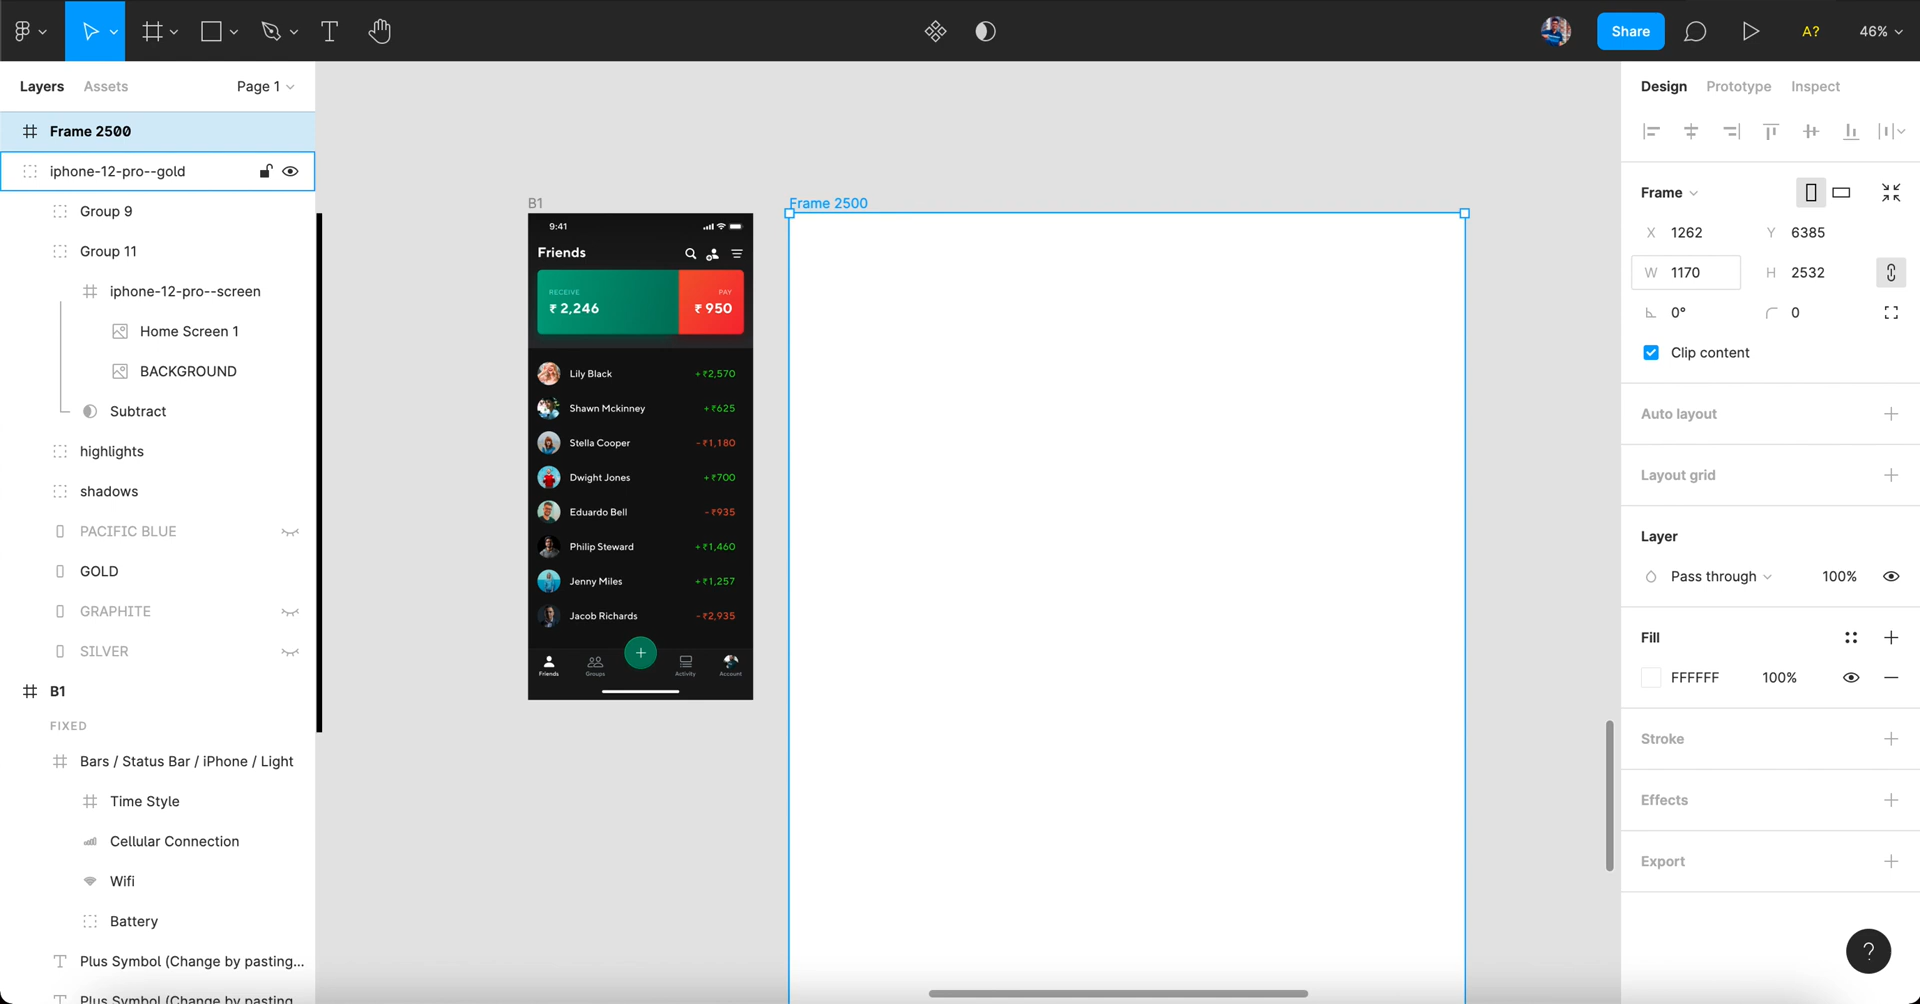 Share
A?
46%
Layers
Assets
Page 1
Frame 2500
iphone-12-pro--gold
Group 9
Group 11
iphone-12-pro--screen
Home Screen 1
BACKGROUND
Subtract
highlights
shadows
PACIFIC BLUE
GOLD
GRAPHITE
SILVER
B1
FIXED
Bars / Status Bar / iPhone / Light
Time Style
Cellular Connection
Wifi
Battery
Plus Symbol (Change by pasting...
Plus Symbol (Change by pasting
B1
9:41
Friends
RECEIVE
₹ 2,246
PAY
₹ 950
Lily Black +₹2,570
Shawn Mckinney +₹625
Stella Cooper -₹1,180
Dwight Jones +₹700
Eduardo Bell -₹935
Philip Steward +₹1,460
Jenny Miles +₹1,257
Jacob Richards -₹2,935
Friends
Groups
Activity
Account
Frame 2500
Design
Prototype
Inspect
Frame
X 1262
Y 6385
W 1170
H 2532
0°
0
Clip content
Auto layout
Layout grid
Layer
Pass through
100%
Fill
FFFFFF
100%
Stroke
Effects
Export
?